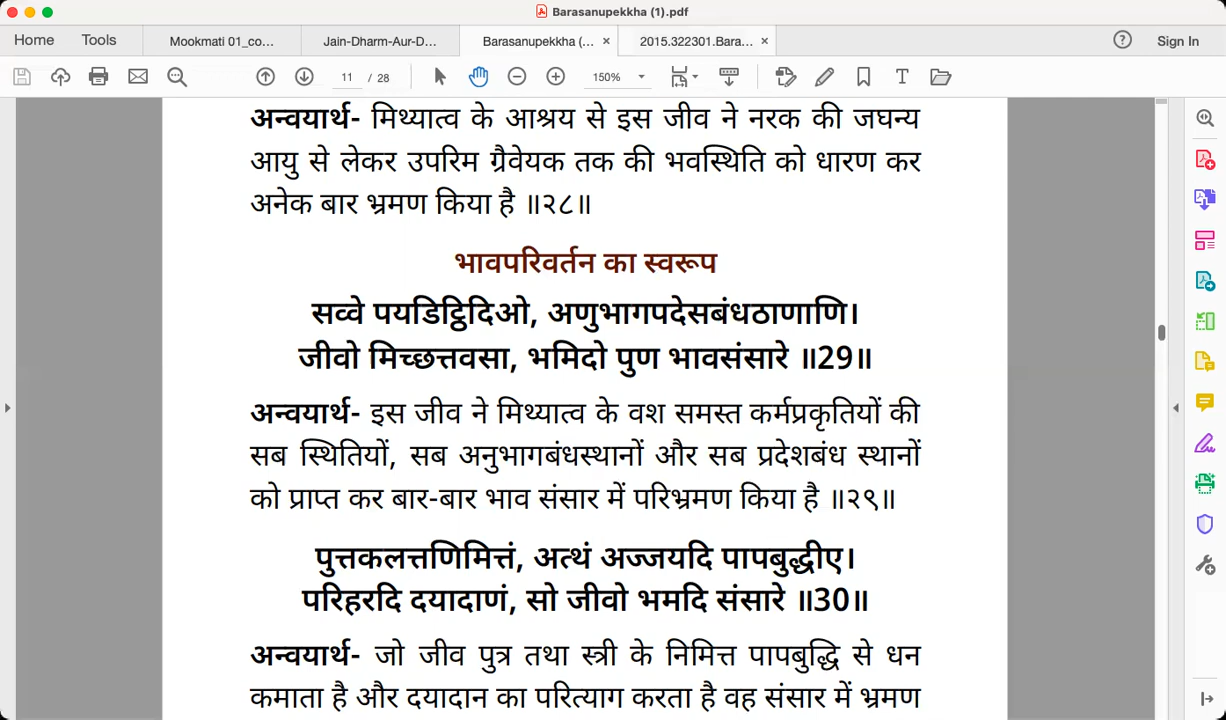 Barasanupekkha (1).pdf
Home Tools Mookmati 01_co... Jain-Dharm-Aur-D... Barasanupekkha (... × 2015.322301.Bara... × Sign In
11 / 28 150%
अन्वयार्थ- मिथ्यात्व के आश्रय से इस जीव ने नरक की जघन्य
आयु से लेकर उपरिम ग्रैवेयक तक की भवस्थिति को धारण कर
अनेक बार भ्रमण किया है ॥२८॥
भावपरिवर्तन का स्वरूप
सव्वे पयडिट्ठिदिओ, अणुभागपदेसबंधठाणाणि।
जीवो मिच्छत्तवसा, भमिदो पुण भावसंसारे ॥29॥
अन्वयार्थ- इस जीव ने मिथ्यात्व के वश समस्त कर्मप्रकृतियों की
सब स्थितियों, सब अनुभागबंधस्थानों और सब प्रदेशबंध स्थानों
को प्राप्त कर बार-बार भाव संसार में परिभ्रमण किया है ॥२९॥
पुत्तकलत्तणिमित्तं, अत्थं अज्जयदि पापबुद्धीए।
परिहरदि दयादाणं, सो जीवो भमदि संसारे ॥30॥
अन्वयार्थ- जो जीव पुत्र तथा स्त्री के निमित्त पापबुद्धि से धन
कमाता है और दयादान का परित्याग करता है वह संसार में भ्रमण